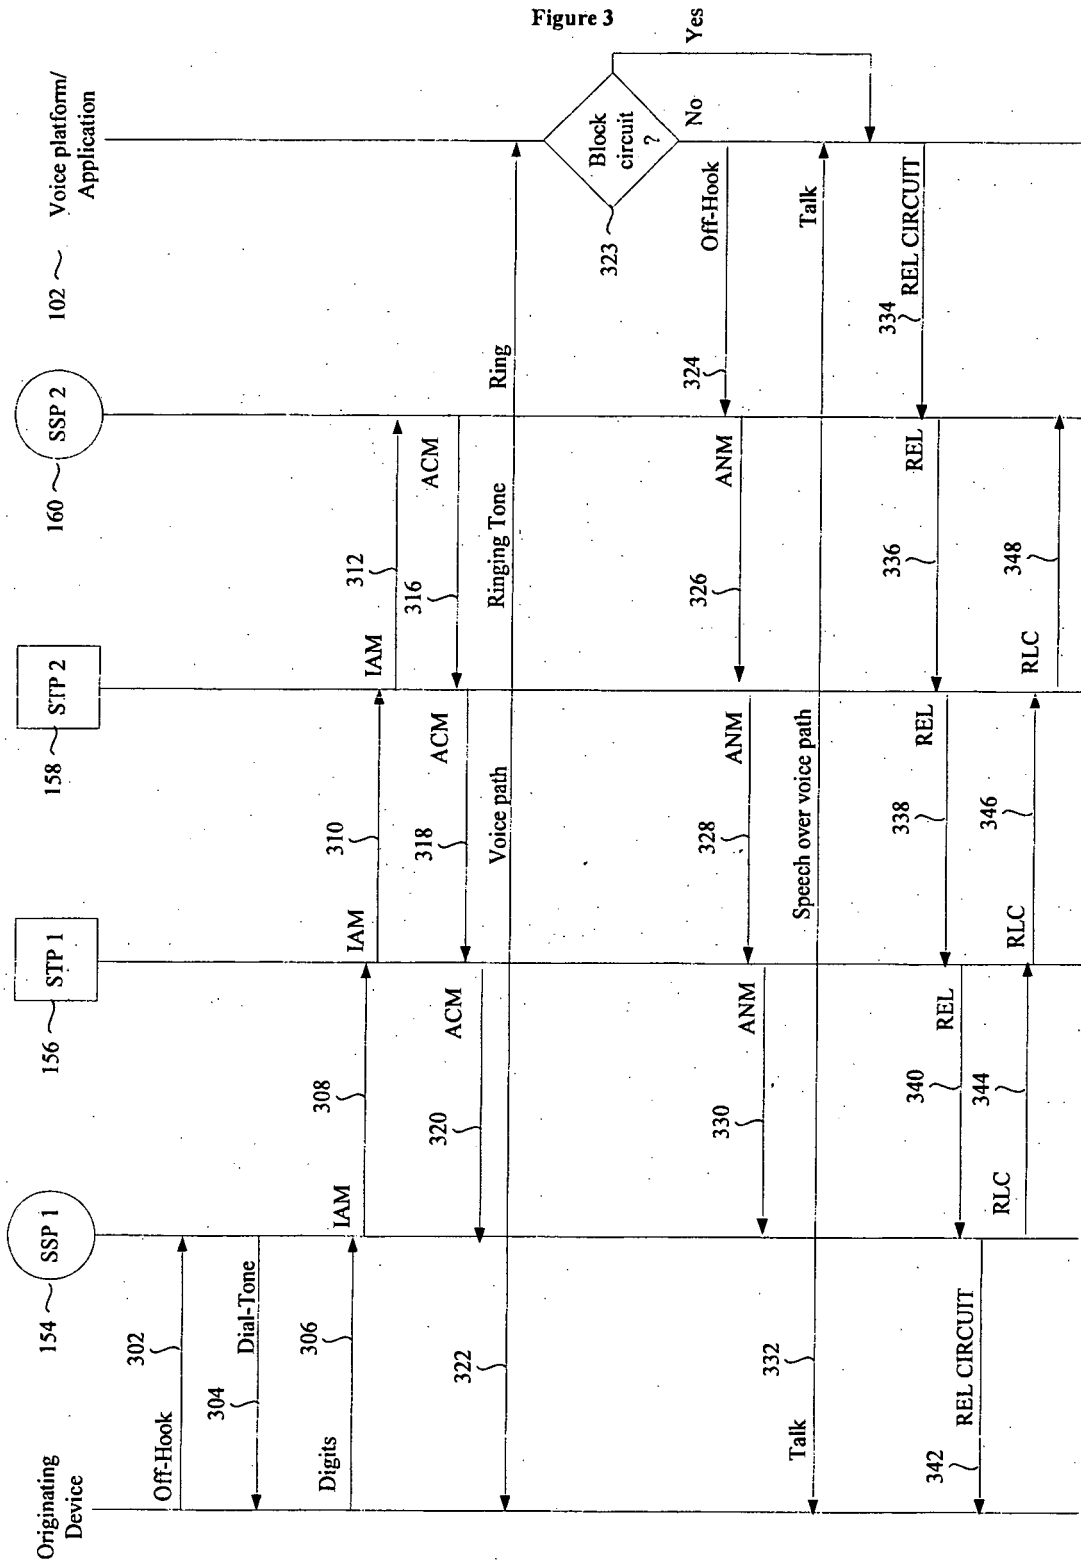 Figure 3
Originating
Device
SSP 1
154
STP 1
156
STP 2
158
SSP 2
160
Voice platform/
Application
102
Off-Hook
302
Dial-Tone
304
Digits
306
IAM
308
IAM
310
IAM
312
ACM
316
ACM
318
ACM
320
322
Voice path
Ringing Tone
Ring
Block
circuit
?
323
Yes
No
Off-Hook
324
ANM
326
ANM
328
ANM
330
Talk
332
Speech over voice path
Talk
REL CIRCUIT
334
REL
336
REL
338
REL
340
REL CIRCUIT
342
RLC
344
RLC
346
RLC
348